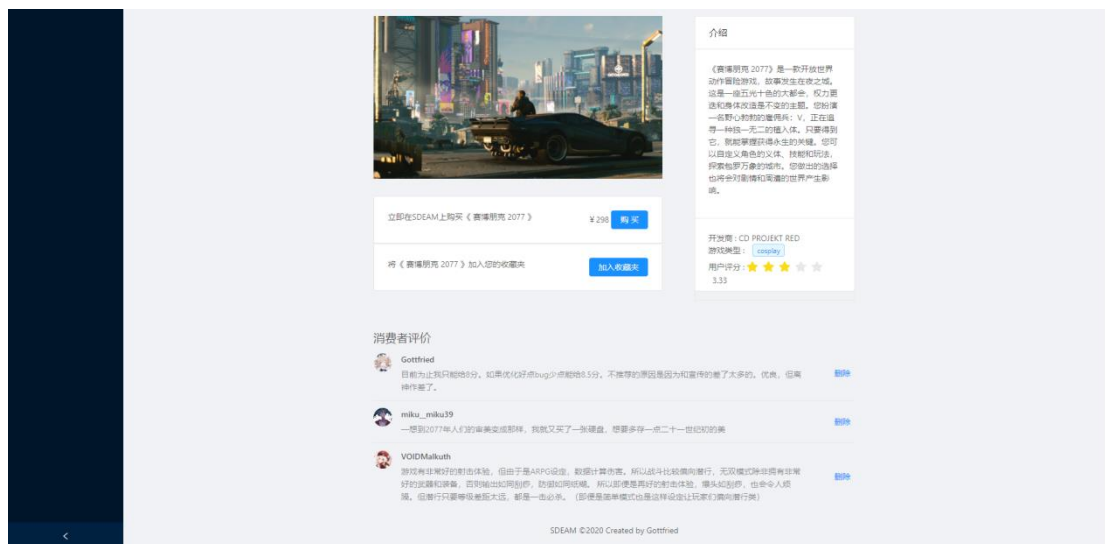 介绍
《赛博朋克 2077》是一款开放世界
动作冒险游戏，故事发生在夜之城。
这是一座五光十色的大都会，权力更
迭和身体改造是不变的主题。您扮演
一名野心勃勃的雇佣兵：V，正在追
寻一种独一无二的植入体。只要得到
它，就能掌握获得永生的关键。您可
以自定义角色的义体、技能和玩法，
探索包罗万象的城市。您做出的选择
也将会对剧情和周遭的世界产生影
响。
立即在SDEAM上购买《 赛博朋克 2077 》
¥ 298 购 买
将《 赛博朋克 2077 》加入您的收藏夹
加入收藏夹
开发商 : CD PROJEKT RED
游戏类型： cosplay
用户评分 :
3.33
消费者评价
Gottfried
目前为止我只能给8分。如果优化好点bug少点能给8.5分。不推荐的原因是因为和宣传的差了太多的。优良，但离
神作差了。
删除
miku_miku39
一想到2077年人们的审美变成那样，我就又买了一张硬盘，想要多存一点二十一世纪初的美
删除
VOIDMalkuth
游戏有非常好的射击体验，但由于是ARPG设定，数据计算伤害。所以战斗比较偏向潜行，无双模式除非拥有非常
好的武器和装备，否则输出如同刮痧，防御如同纸糊。 所以即便是再好的射击体验，爆头如刮痧，也会令人烦
躁。但潜行只要等级差距不太远，都是一击必杀。（即便是简单模式也是这样设定让玩家们偏向潜行类）
删除
SDEAM ©2020 Created by Gottfried